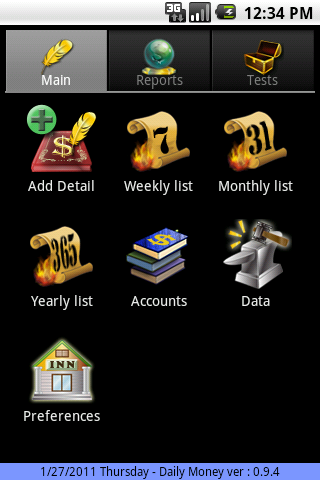 3G 12:34 PM
Main Reports Tests
$ 7 31
Add Detail Weekly list Monthly list
365 $
Yearly list Accounts Data
INN
Preferences
1/27/2011 Thursday - Daily Money ver : 0.9.4